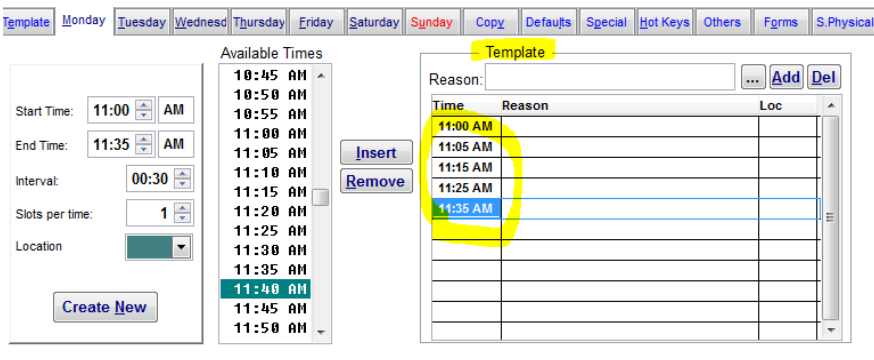 Template Monday Tuesday Wednesd Thursday Friday Saturday Sunday Copy Defaults Special Hot Keys Others Forms S.Physical
Start Time: 11:00 AM
End Time: 11:35 AM
Interval: 00:30
Slots per time: 1
Location
Create New
Available Times
10:45 AM
10:50 AM
10:55 AM
11:00 AM
11:05 AM
11:10 AM
11:15 AM
11:20 AM
11:25 AM
11:30 AM
11:35 AM
11:40 AM
11:45 AM
11:50 AM
Insert
Remove
Template
Reason: ... Add Del
Time Reason Loc
11:00 AM
11:05 AM
11:15 AM
11:25 AM
11:35 AM